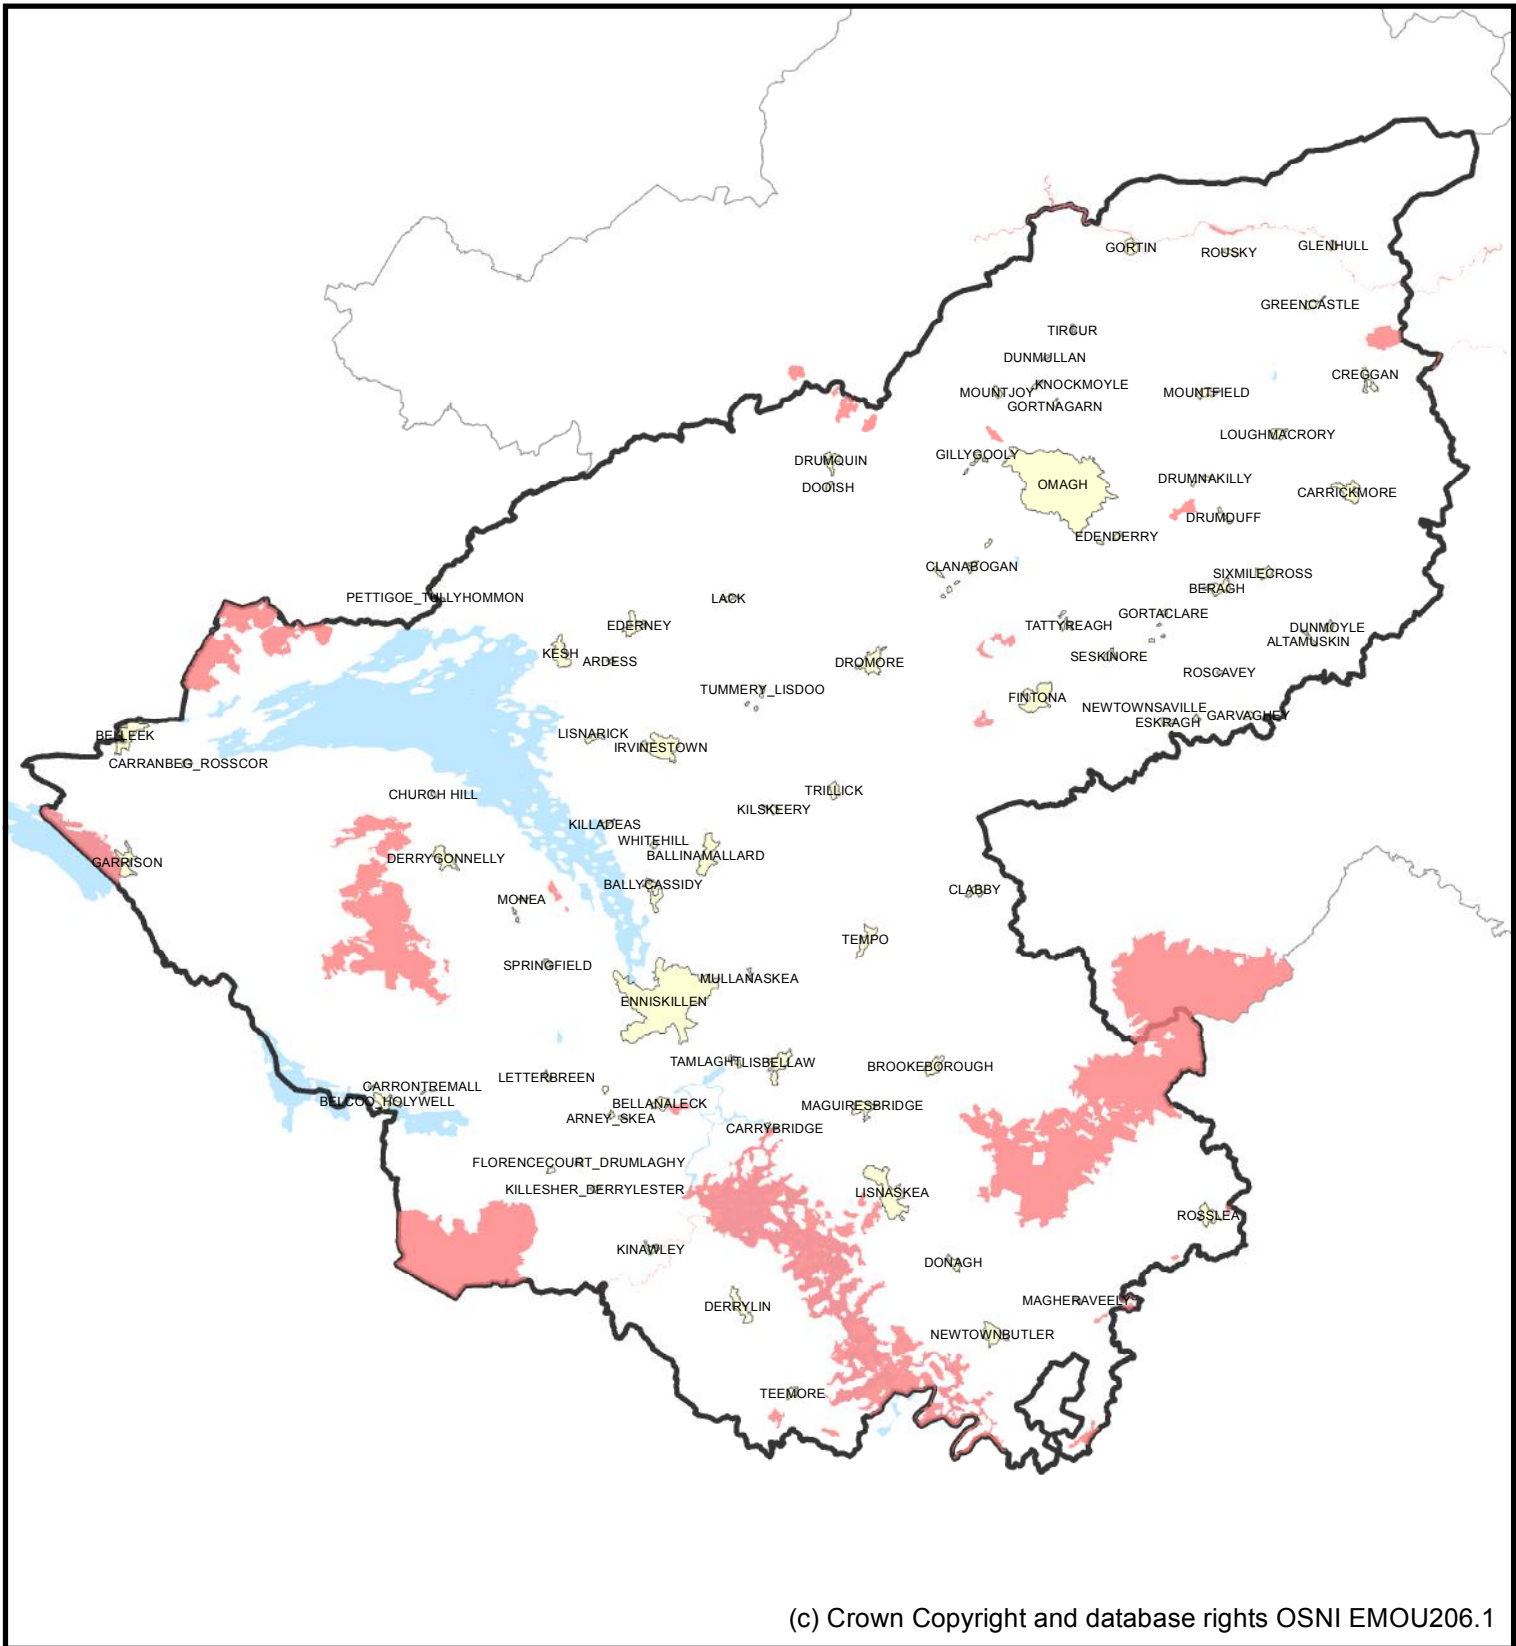 GORTIN
ROUSKY
GLENHULL
GREENCASTLE
TIRCUR
DUNMULLAN
CREGGAN
KNOCKMOYLE
MOUNTJOY
MOUNTFIELD
GORTNAGARN
LOUGHMACRORY
GILLYGOOLY
DRUMQUIN
DRUMNAKILLY
OMAGH
DOOISH
CARRICKMORE
DRUMDUFF
EDENDERRY
CLANABOGAN
SIXMILECROSS
BERAGH
PETTIGOE_TULLYHOMMON
LACK
GORTACLARE
EDERNEY
TATTYREAGH
DUNMOYLE
ALTAMUSKIN
KESH
ARDESS
DROMORE
SESKINORE
ROSCAVEY
TUMMERY_LISDOO
FINTONA
NEWTOWNSAVILLE
GARVAGHEY
ESKRAGH
BELLEEK
LISNARICK
IRVINESTOWN
CARRANBEG_ROSSCOR
CHURCH HILL
TRILLICK
KILSKEERY
KILLADEAS
WHITEHILL
BALLINAMALLARD
DERRYGONNELLY
GARRISON
BALLYCASSIDY
CLABBY
MONEA
TEMPO
SPRINGFIELD
MULLANASKEA
ENNISKILLEN
TAMLAGHT
LISBELLAW
BROOKEBOROUGH
LETTERBREEN
CARRONTREMALL
BELCOO_HOLYWELL
BELLANALECK
MAGUIRESBRIDGE
ARNEY_SKEA
CARRYBRIDGE
FLORENCECOURT_DRUMLAGHY
KILLESHER_DERRYLESTER
LISNASKEA
ROSSLEA
KINAWLEY
DONAGH
MAGHERAVEELY
DERRYLIN
NEWTOWNBUTLER
TEEMORE
(c) Crown Copyright and database rights OSNI EMOU206.1